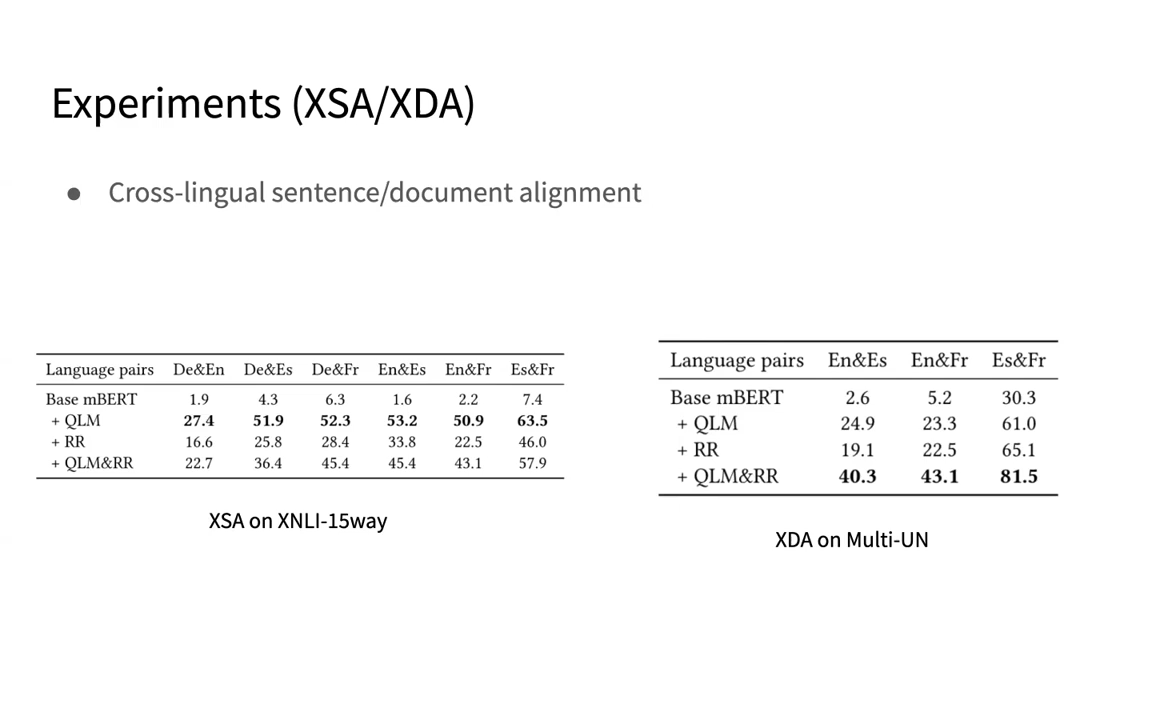 Experiments (XSA/XDA)
● Cross-lingual sentence/document alignment
Language pairs De&En De&Es De&Fr En&Es En&Fr Es&Fr
Base mBERT 1.9 4.3 6.3 1.6 2.2 7.4
+ QLM 27.4 51.9 52.3 53.2 50.9 63.5
+ RR 16.6 25.8 28.4 33.8 22.5 46.0
+ QLM&RR 22.7 36.4 45.4 45.4 43.1 57.9
XSA on XNLI-15way
Language pairs En&Es En&Fr Es&Fr
Base mBERT 2.6 5.2 30.3
+ QLM 24.9 23.3 61.0
+ RR 19.1 22.5 65.1
+ QLM&RR 40.3 43.1 81.5
XDA on Multi-UN